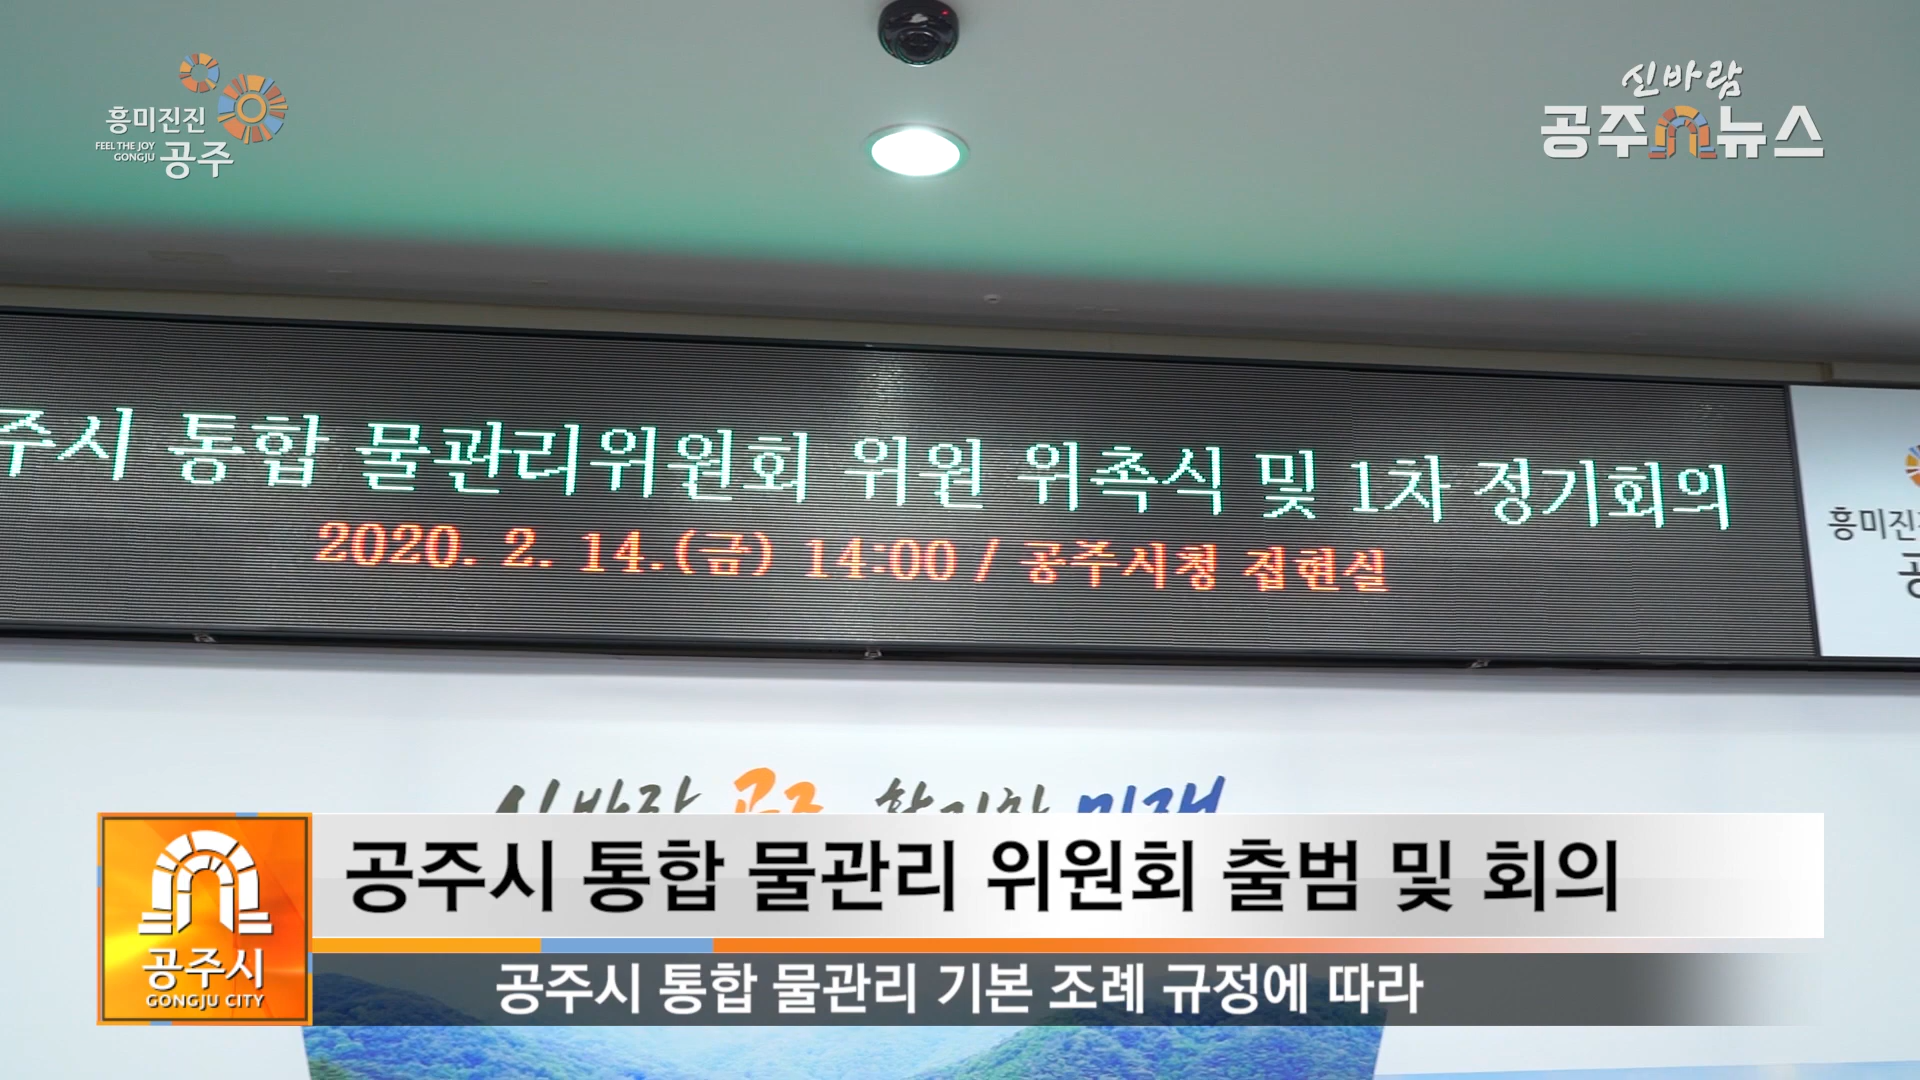 흥미진진
FEEL THE JOY
GONGJU 공주
신바람
공주 뉴스
주시 통합 물관리위원회 위원 위촉식 및 1차 정기회의
2020. 2. 14.(금) 14:00 / 공주시청 집현실
흥미진
공주시 통합 물관리 위원회 출범 및 회의
공주시
GONGJU CITY
공주시 통합 물관리 기본 조례 규정에 따라